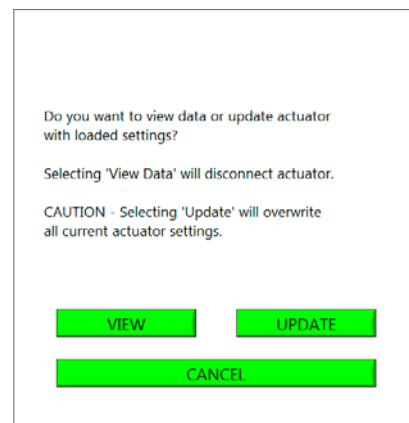 Do you want to view data or update actuator
with loaded settings?
Selecting 'View Data' will disconnect actuator.
CAUTION - Selecting 'Update' will overwrite
all current actuator settings.
VIEW UPDATE
CANCEL